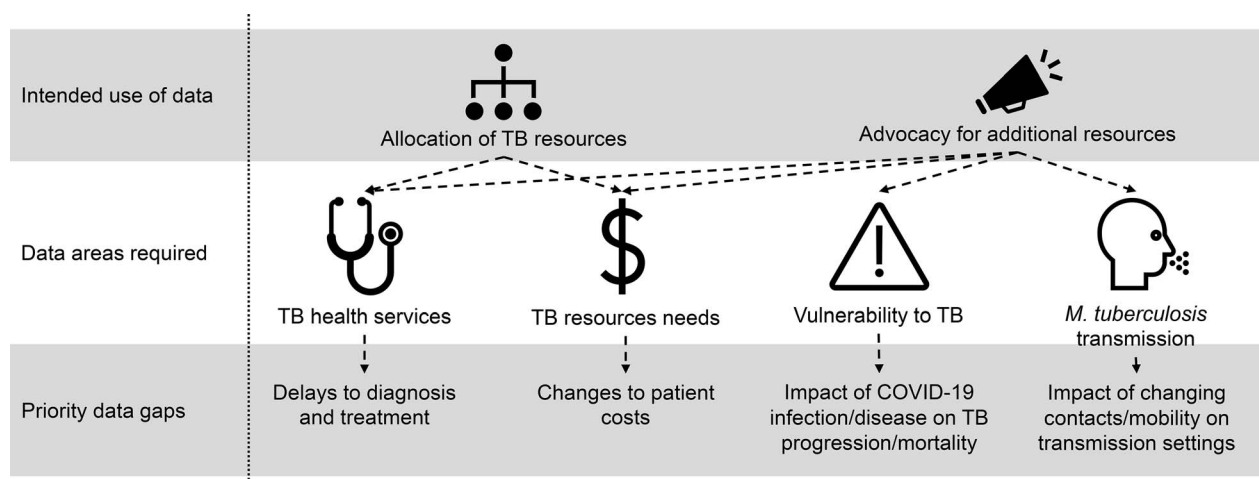 Intended use of data
Allocation of TB resources
Advocacy for additional resources
Data areas required
TB health services
TB resources needs
Vulnerability to TB
M. tuberculosis
transmission
Priority data gaps
Delays to diagnosis
and treatment
Changes to patient
costs
Impact of COVID-19
infection/disease on TB
progression/mortality
Impact of changing
contacts/mobility on
transmission settings